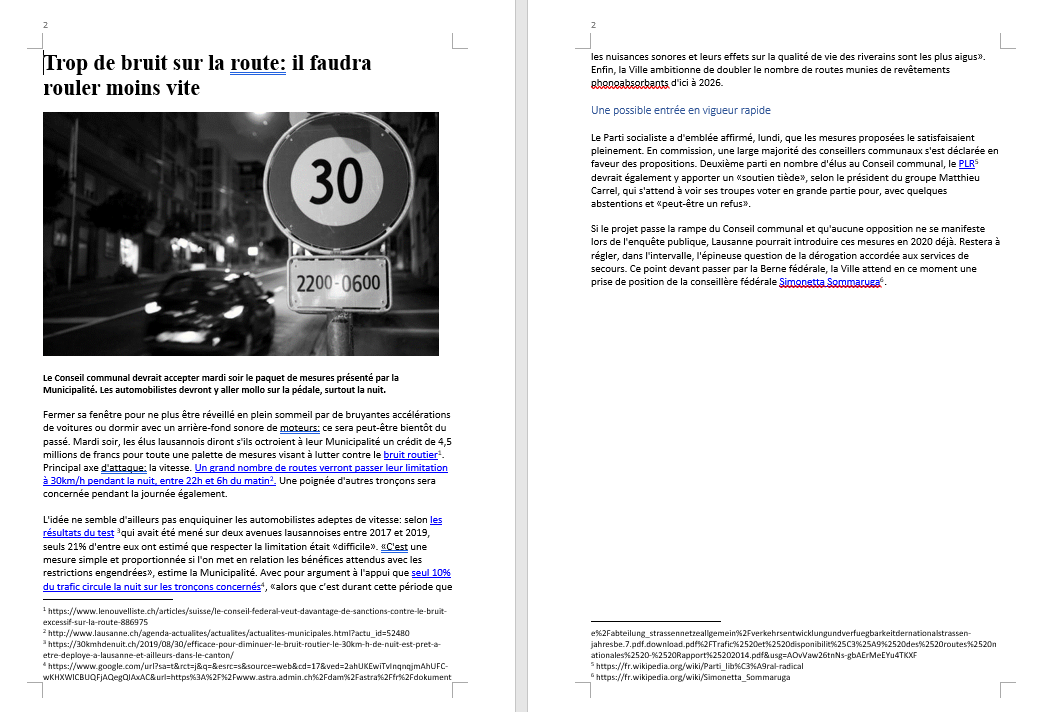 2
Trop de bruit sur la route: il faudra
rouler moins vite
30
2200-0600
Le Conseil communal devrait accepter mardi soir le paquet de mesures présenté par la
Municipalité. Les automobilistes devront y aller mollo sur la pédale, surtout la nuit.
Fermer sa fenêtre pour ne plus être réveillé en plein sommeil par de bruyantes accélérations
de voitures ou dormir avec un arrière-fond sonore de moteurs: ce sera peut-être bientôt du
passé. Mardi soir, les élus lausannois diront s'ils octroient à leur Municipalité un crédit de 4,5
millions de francs pour toute une palette de mesures visant à lutter contre le bruit routier1.
Principal axe d'attaque: la vitesse. Un grand nombre de routes verront passer leur limitation
à 30km/h pendant la nuit, entre 22h et 6h du matin2. Une poignée d'autres tronçons sera
concernée pendant la journée également.
L'idée ne semble d'ailleurs pas enquiquiner les automobilistes adeptes de vitesse: selon les
résultats du test 3qui avait été mené sur deux avenues lausannoises entre 2017 et 2019,
seuls 21% d'entre eux ont estimé que respecter la limitation était «difficile». «C'est une
mesure simple et proportionnée si l'on met en relation les bénéfices attendus avec les
restrictions engendrées», estime la Municipalité. Avec pour argument à l'appui que seul 10%
du trafic circule la nuit sur les tronçons concernés4, «alors que c'est durant cette période que
1 https://www.lenouvelliste.ch/articles/suisse/le-conseil-federal-veut-davantage-de-sanctions-contre-le-bruit-
excessif-sur-la-route-886975
2 http://www.lausanne.ch/agenda-actualites/actualites/actualites-municipales.html?actu_id=52480
3 https://30kmhdenuit.ch/2019/08/30/efficace-pour-diminuer-le-bruit-routier-le-30km-h-de-nuit-est-pret-a-
etre-deploye-a-lausanne-et-ailleurs-dans-le-canton/
4 https://www.google.com/url?sa=t&rct=j&q=&esrc=s&source=web&cd=17&ved=2ahUKEwiTvInqnqjmAhUFC-
wKHXWICBUQFjAQegQIAxAC&url=https%3A%2F%2Fwww.astra.admin.ch%2Fdam%2Fastra%2Ffr%2Fdokument
2
les nuisances sonores et leurs effets sur la qualité de vie des riverains sont les plus aigus».
Enfin, la Ville ambitionne de doubler le nombre de routes munies de revêtements
phonoabsorbants d'ici à 2026.
Une possible entrée en vigueur rapide
Le Parti socialiste a d'emblée affirmé, lundi, que les mesures proposées le satisfaisaient
pleinement. En commission, une large majorité des conseillers communaux s'est déclarée en
faveur des propositions. Deuxième parti en nombre d'élus au Conseil communal, le PLR5
devrait également y apporter un «soutien tiède», selon le président du groupe Matthieu
Carrel, qui s'attend à voir ses troupes voter en grande partie pour, avec quelques
abstentions et «peut-être un refus».
Si le projet passe la rampe du Conseil communal et qu'aucune opposition ne se manifeste
lors de l'enquête publique, Lausanne pourrait introduire ces mesures en 2020 déjà. Restera à
régler, dans l'intervalle, l'épineuse question de la dérogation accordée aux services de
secours. Ce point devant passer par la Berne fédérale, la Ville attend en ce moment une
prise de position de la conseillère fédérale Simonetta Sommaruga6.
e%2Fabteilung_strassennetzeallgemein%2Fverkehrsentwicklungundverfuegbarkeitdernationalstrassen-
jahresbe.7.pdf.download.pdf%2FTrafic%2520et%2520disponibilit%25C3%25A9%2520des%2520routes%2520n
ationales%2520-%2520Rapport%25202014.pdf&usg=AOvVaw26tnNs-gbAErMeEYu4TKXF
5 https://fr.wikipedia.org/wiki/Parti_lib%C3%A9ral-radical
6 https://fr.wikipedia.org/wiki/Simonetta_Sommaruga